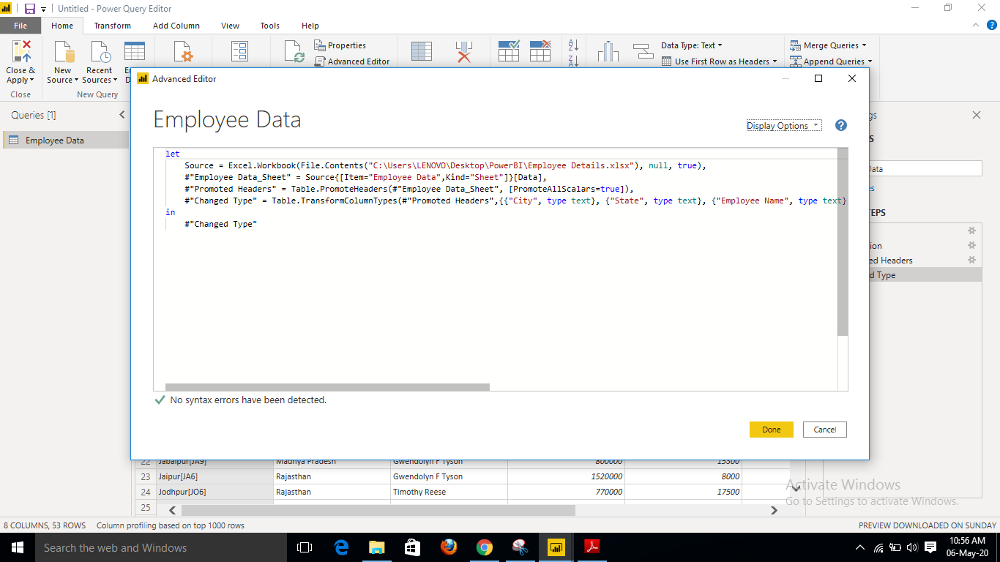 Untitled - Power Query Editor
File Home Transform Add Column View Tools Help
Close & Apply
New Source
Recent Sources
Properties
Advanced Editor
Data Type: Text
Use First Row as Headers
Merge Queries
Append Queries
Close
New Query
Queries [1]
Employee Data
Advanced Editor
Employee Data
Display Options
let
Source = Excel.Workbook(File.Contents("C:\Users\LENOVO\Desktop\PowerBI\Employee Details.xlsx"), null, true),
#"Employee Data_Sheet" = Source{[Item="Employee Data",Kind="Sheet"]}[Data],
#"Promoted Headers" = Table.PromoteHeaders(#"Employee Data_Sheet", [PromoteAllScalars=true]),
#"Changed Type" = Table.TransformColumnTypes(#"Promoted Headers",{{"City", type text}, {"State", type text}, {"Employee Name", type text}
in
#"Changed Type"
No syntax errors have been detected.
Done Cancel
Headers
Type
22 Jabalpur[JA9] Madhya Pradesh Gwendolyn F Tyson 800000 15300
23 Jaipur[JA6] Rajasthan Gwendolyn F Tyson 1520000 8000
24 Jodhpur[JO6] Rajasthan Timothy Reese 770000 17500
25
Activate Windows
Go to Settings to activate Windows.
8 COLUMNS, 53 ROWS Column profiling based on top 1000 rows PREVIEW DOWNLOADED ON SUNDAY
Search the web and Windows
10:56 AM
06-May-20